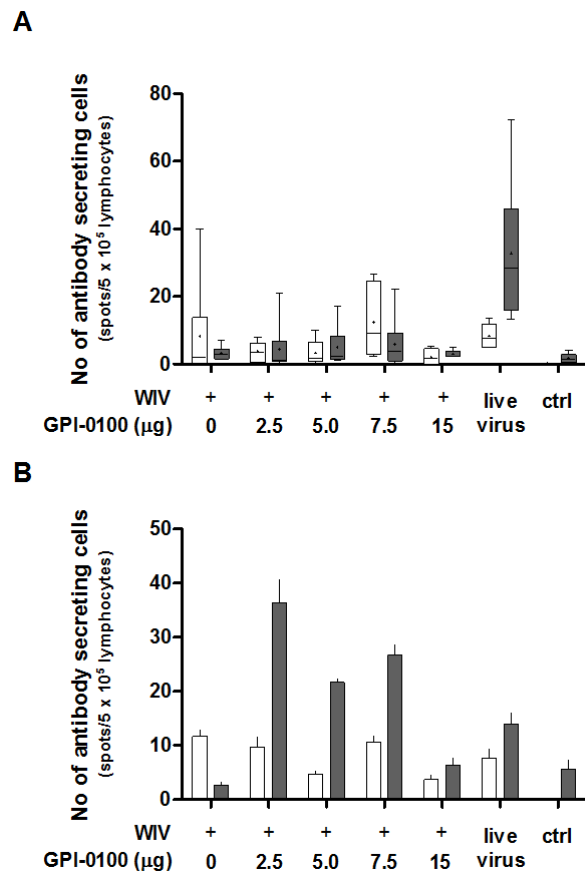 A
No of antibody secreting cells
(spots/5 x 10⁵ lymphocytes)
80
60
40
20
0
WIV + + + + + live virus ctrl
GPI-0100 (µg) 0 2.5 5.0 7.5 15
B
No of antibody secreting cells
(spots/5 x 10⁵ lymphocytes)
50
40
30
20
10
0
WIV + + + + + live virus ctrl
GPI-0100 (µg) 0 2.5 5.0 7.5 15